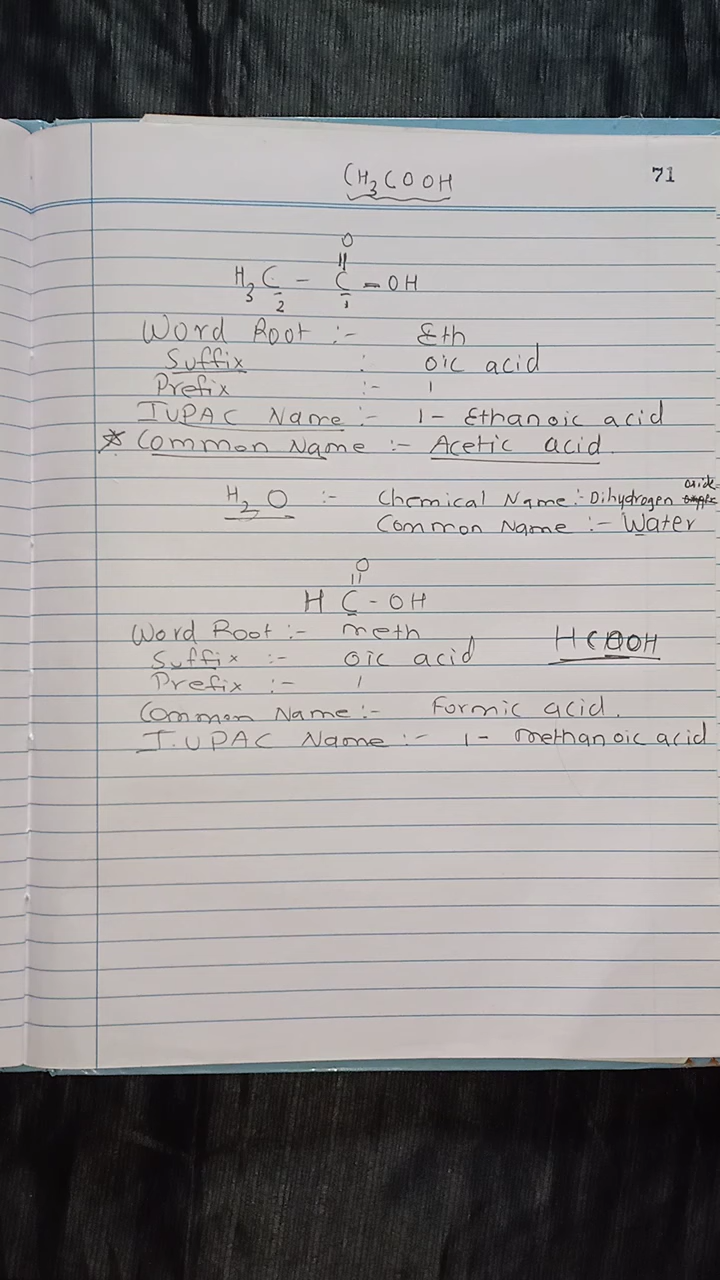 CH3COOH
71
O
||
H3C - C - OH
2 1
Word Root :- Eth
Suffix : oic acid
Prefix :- 1
IUPAC Name :- 1- Ethanoic acid
* Common Name :- Acetic acid.
H2O :- Chemical Name :- Dihydrogen oxide
Common Name :- Water
O
||
H C - OH
Word Root :- meth
HCOOH
Suffix :- oic acid
Prefix :- 1
Common Name :- Formic acid.
I.UPAC Name :- 1- methanoic acid